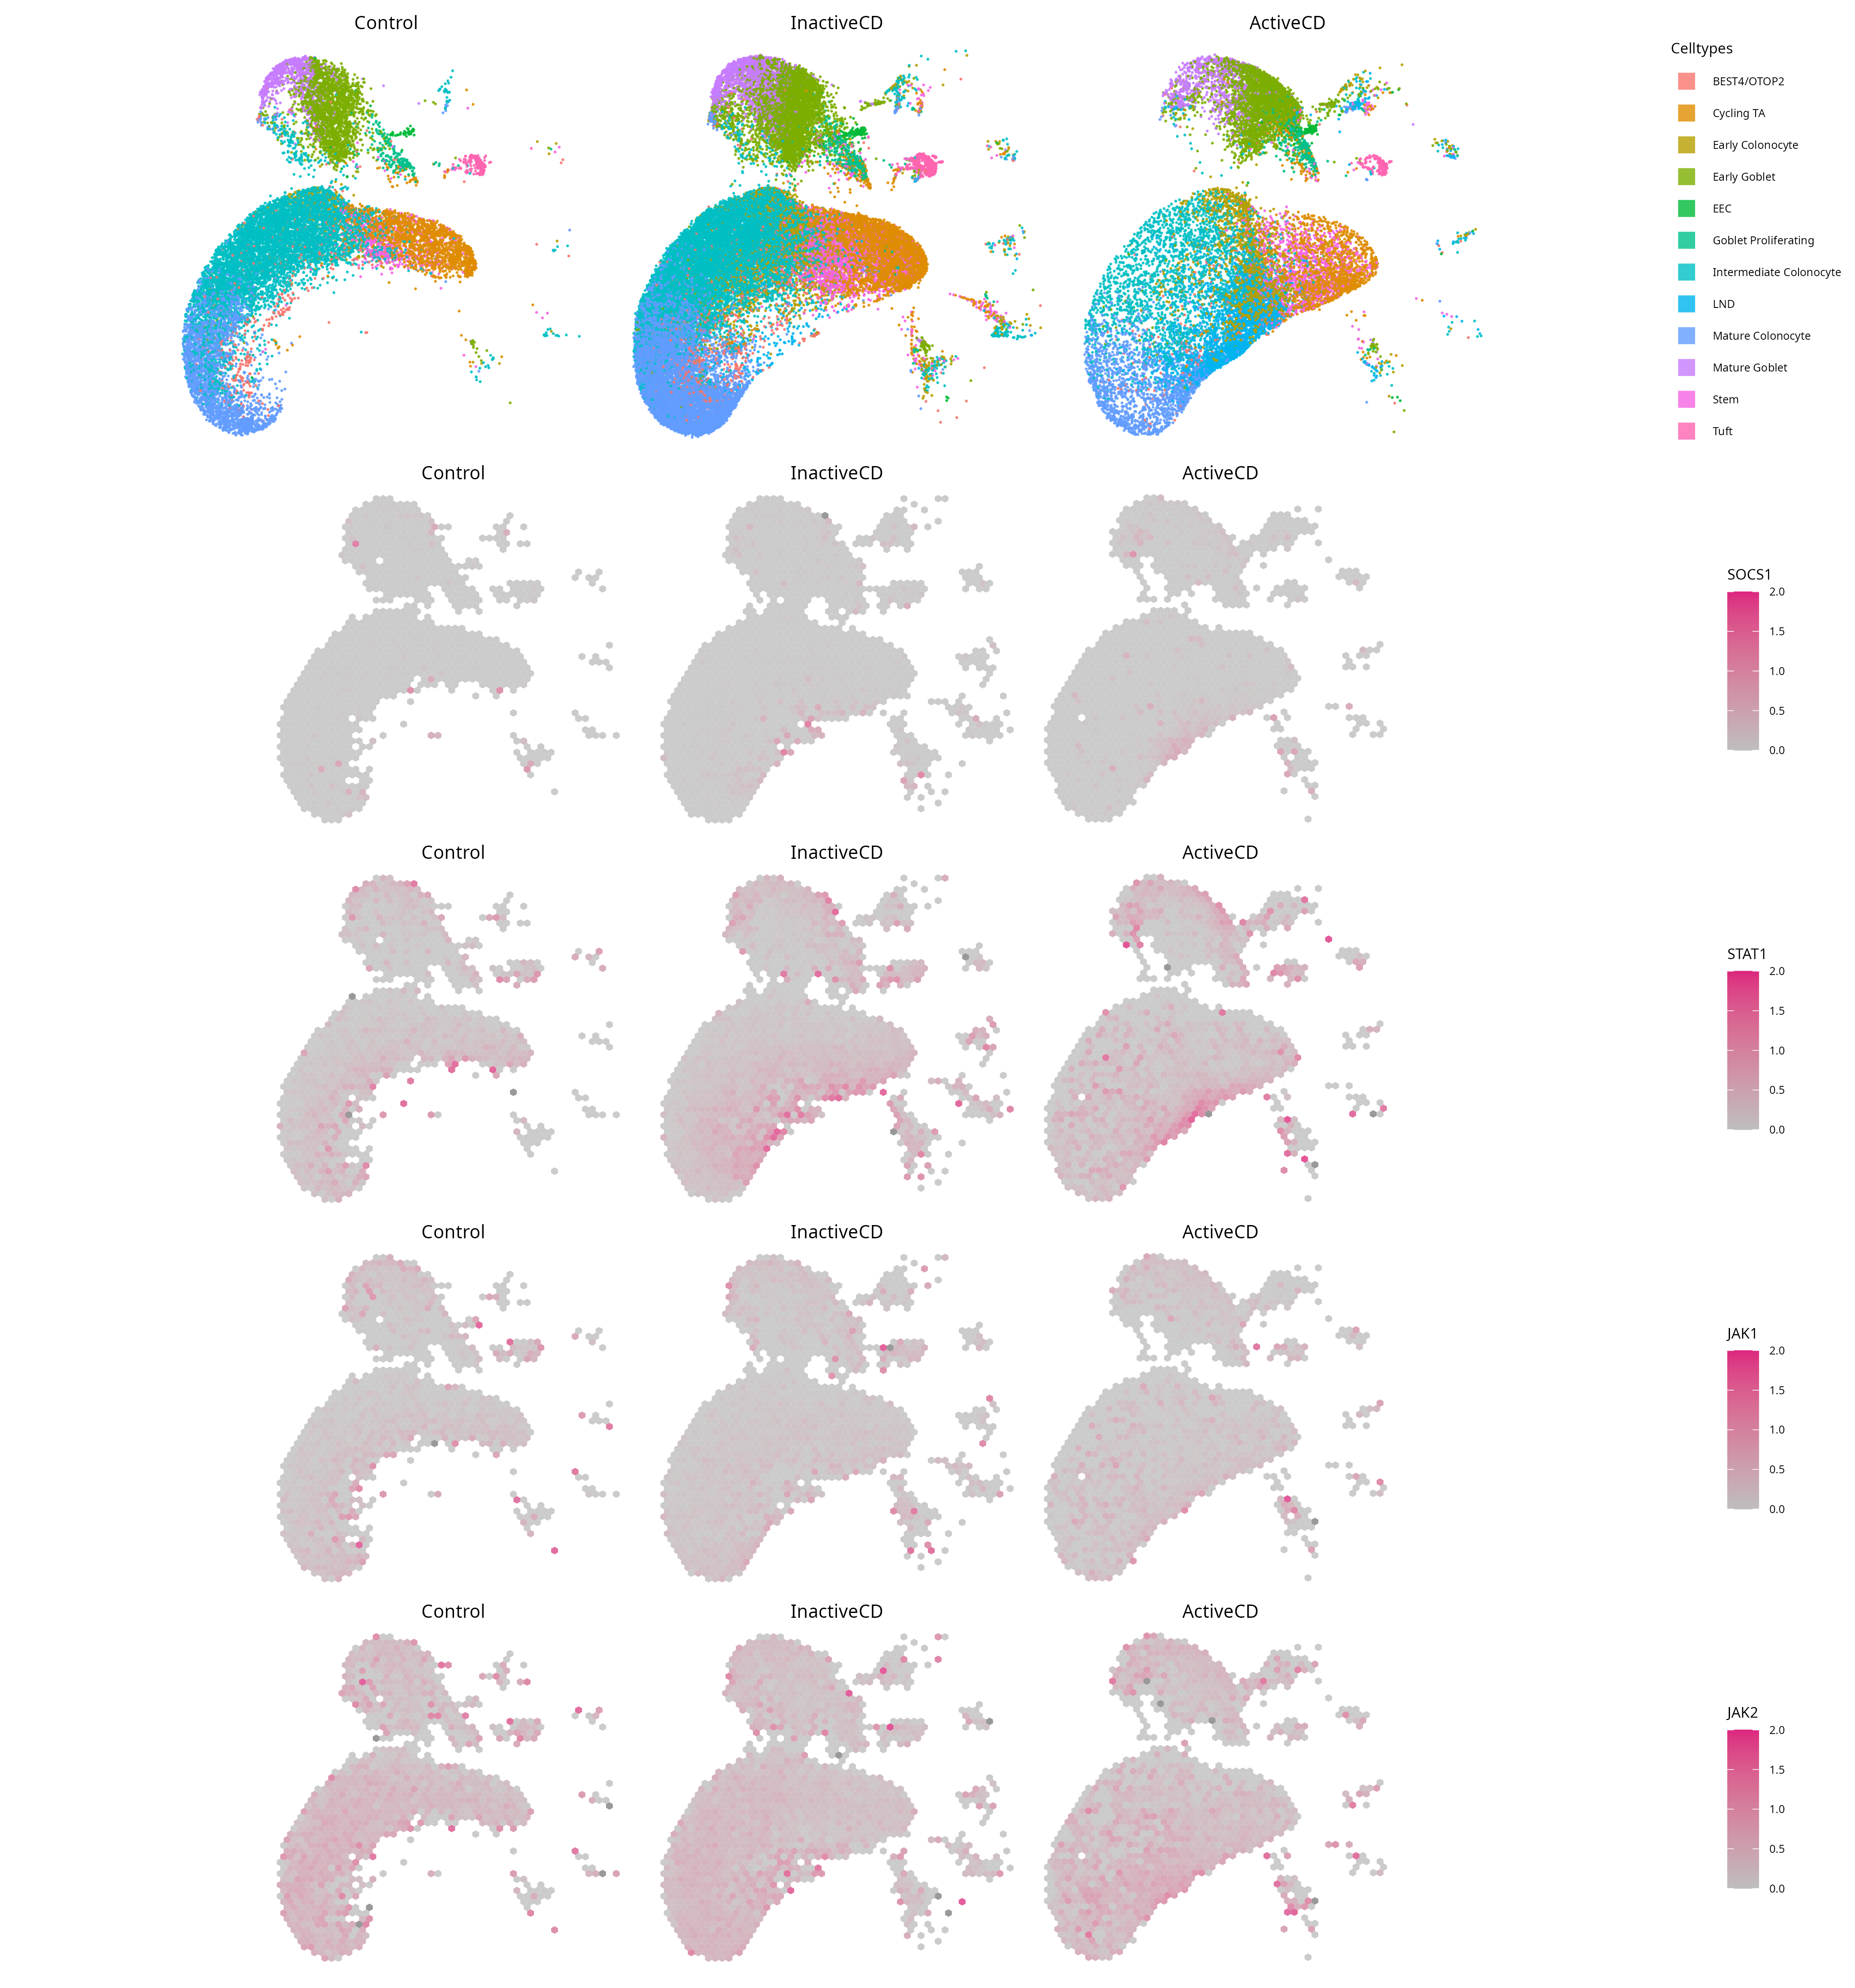 Control InactiveCD ActiveCD
Celltypes
BEST4/OTOP2
Cycling TA
Early Colonocyte
Early Goblet
EEC
Goblet Proliferating
Intermediate Colonocyte
LND
Mature Colonocyte
Mature Goblet
Stem
Tuft
Control InactiveCD ActiveCD
SOCS1
2.0
1.5
1.0
0.5
0.0
Control InactiveCD ActiveCD
STAT1
2.0
1.5
1.0
0.5
0.0
Control InactiveCD ActiveCD
JAK1
2.0
1.5
1.0
0.5
0.0
Control InactiveCD ActiveCD
JAK2
2.0
1.5
1.0
0.5
0.0